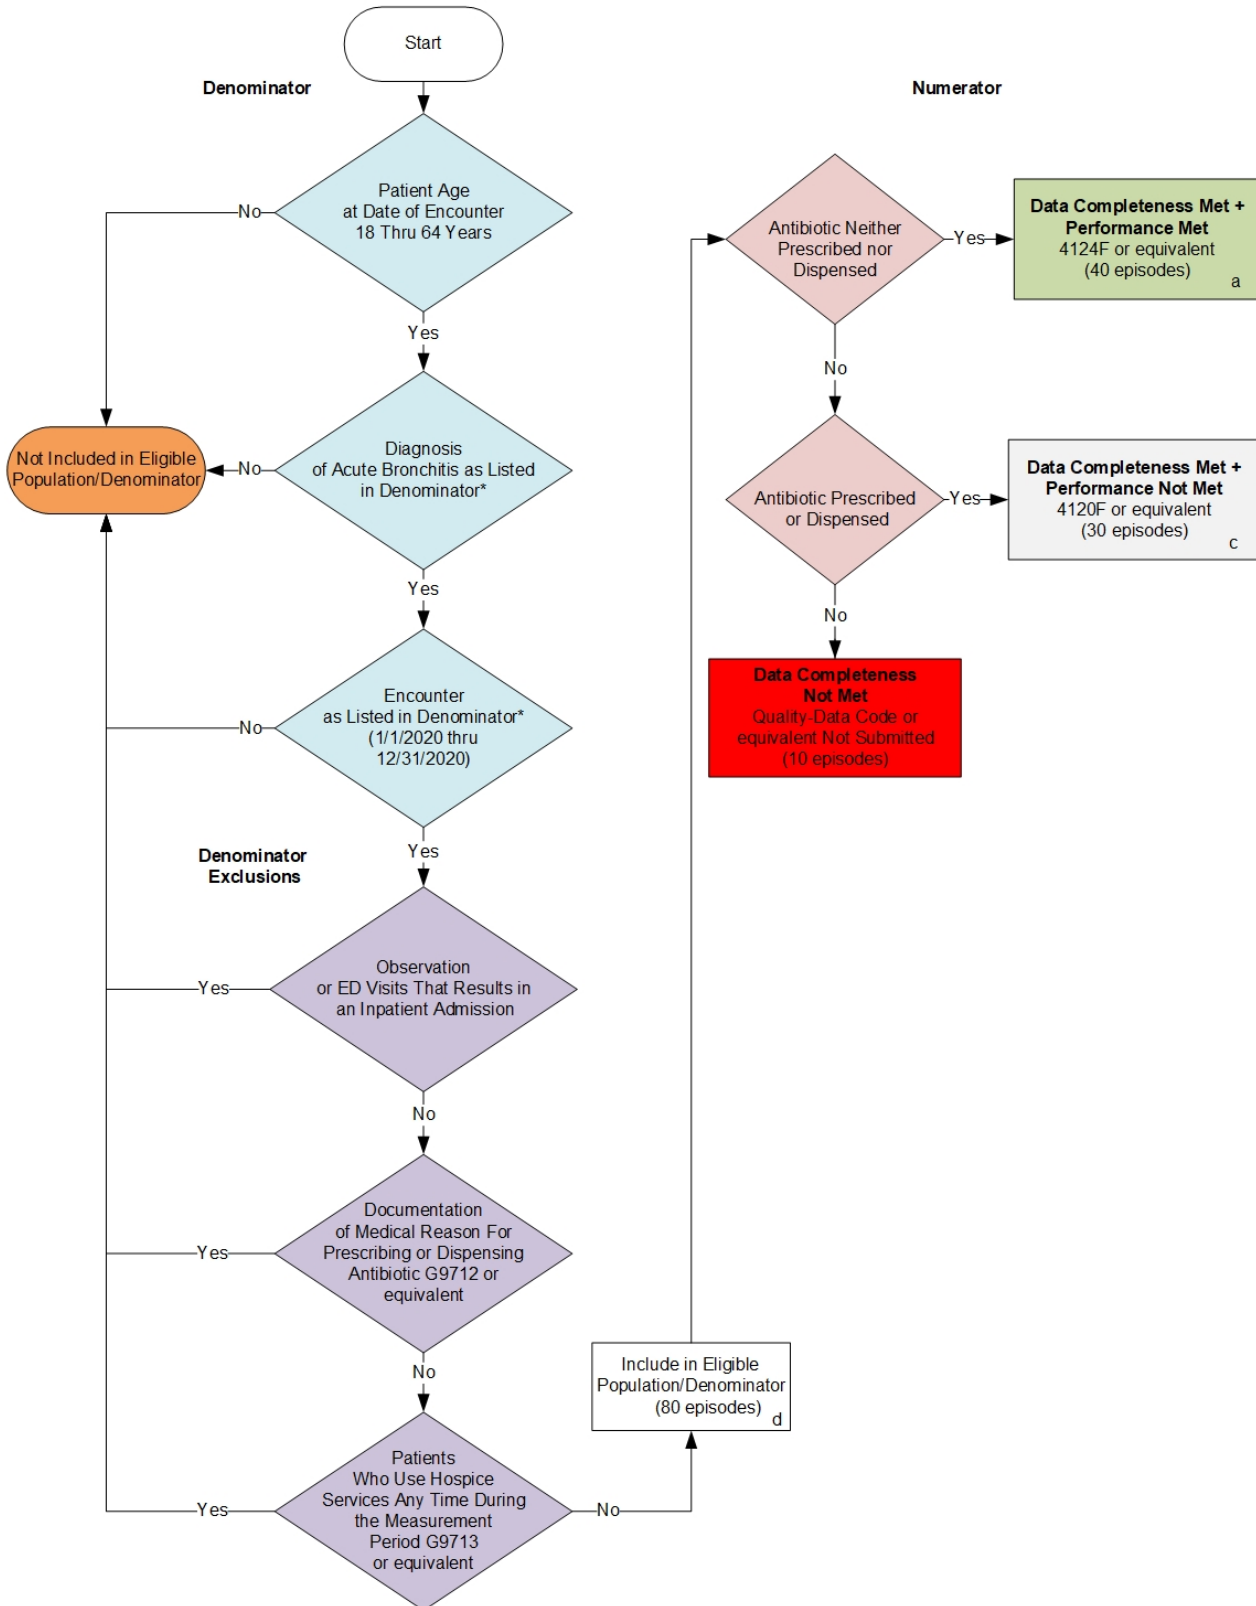 Start
Denominator
Patient Age
at Date of Encounter
18 Thru 64 Years
No
Yes
Diagnosis
of Acute Bronchitis as Listed
in Denominator*
No
Not Included in Eligible
Population/Denominator
Yes
Encounter
as Listed in Denominator*
(1/1/2020 thru
12/31/2020)
No
Yes
Denominator
Exclusions
Observation
or ED Visits That Results in
an Inpatient Admission
Yes
No
Documentation
of Medical Reason For
Prescribing or Dispensing
Antibiotic G9712 or
equivalent
Yes
No
Patients
Who Use Hospice
Services Any Time During
the Measurement
Period G9713
or equivalent
Yes
No
Include in Eligible
Population/Denominator
(80 episodes)
d
Numerator
Antibiotic Neither
Prescribed nor
Dispensed
Yes
Data Completeness Met +
Performance Met
4124F or equivalent
(40 episodes)
a
No
Antibiotic Prescribed
or Dispensed
Yes
Data Completeness Met +
Performance Not Met
4120F or equivalent
(30 episodes)
c
No
Data Completeness
Not Met
Quality-Data Code or
equivalent Not Submitted
(10 episodes)